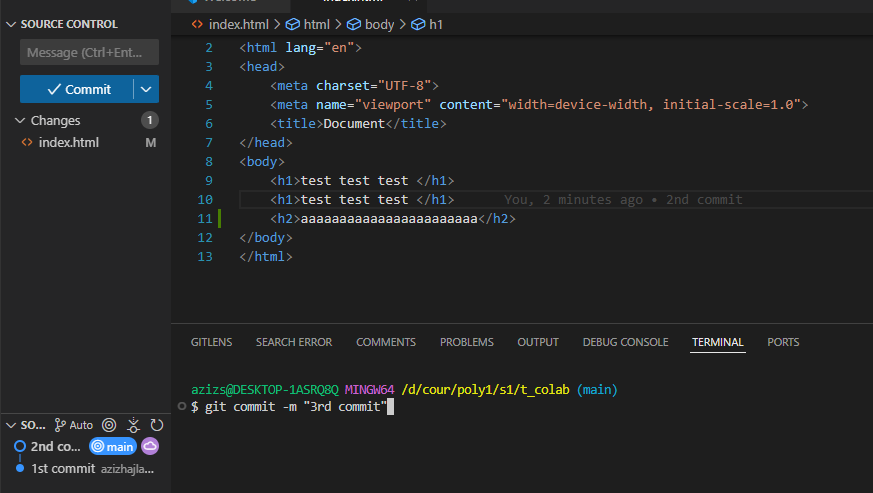 SOURCE CONTROL
Message (Ctrl+Ent...
Commit
Changes 1
index.html M
SO... Auto
2nd co... main
1st commit azizhajla...
index.html > html > body > h1
2 <html lang="en">
3 <head>
4 <meta charset="UTF-8">
5 <meta name="viewport" content="width=device-width, initial-scale=1.0">
6 <title>Document</title>
7 </head>
8 <body>
9 <h1>test test test </h1>
10 <h1>test test test </h1> You, 2 minutes ago • 2nd commit
11 <h2>aaaaaaaaaaaaaaaaaaaaaaa</h2>
12 </body>
13 </html>
GITLENS SEARCH ERROR COMMENTS PROBLEMS OUTPUT DEBUG CONSOLE TERMINAL PORTS
azizs@DESKTOP-1ASRQ8Q MINGW64 /d/cour/poly1/s1/t_colab (main)
$ git commit -m "3rd commit"